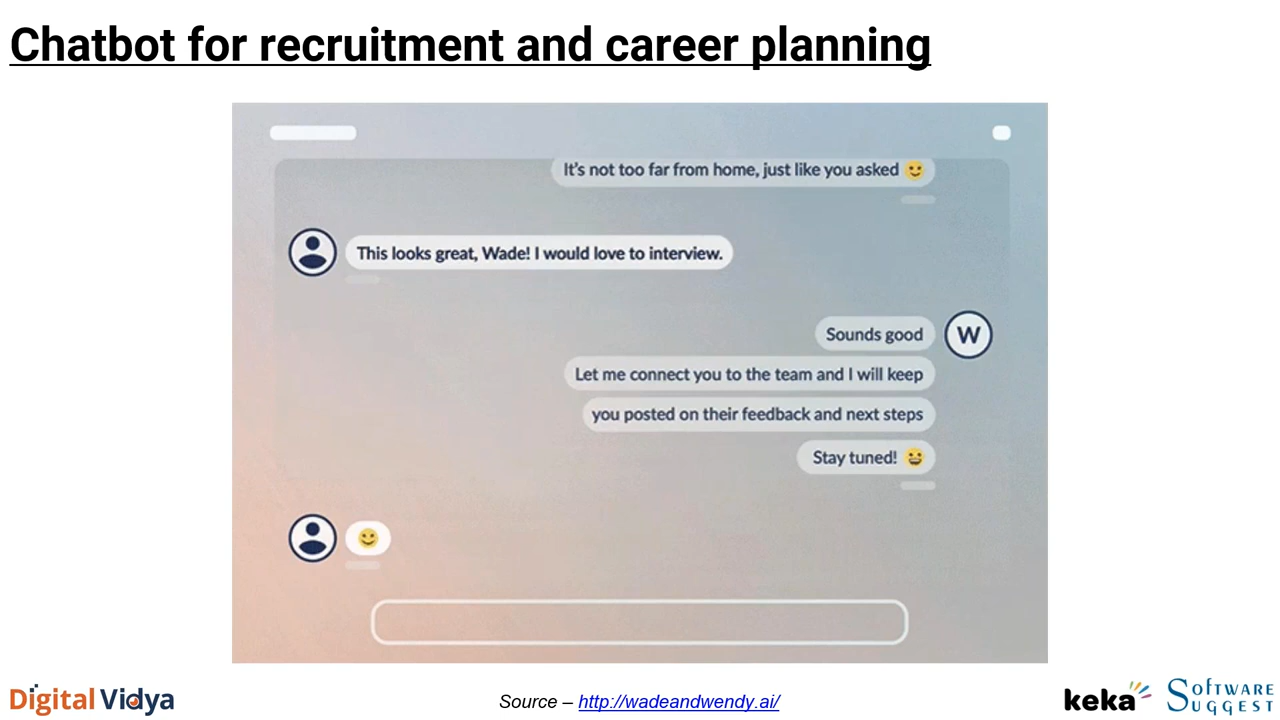 Chatbot for recruitment and career planning
It's not too far from home, just like you asked
This looks great, Wade! I would love to interview.
Sounds good
W
Let me connect you to the team and I will keep
you posted on their feedback and next steps
Stay tuned!
Digital Vidya
Source – http://wadeandwendy.ai/
keka
SOFTWARE
SUGGEST